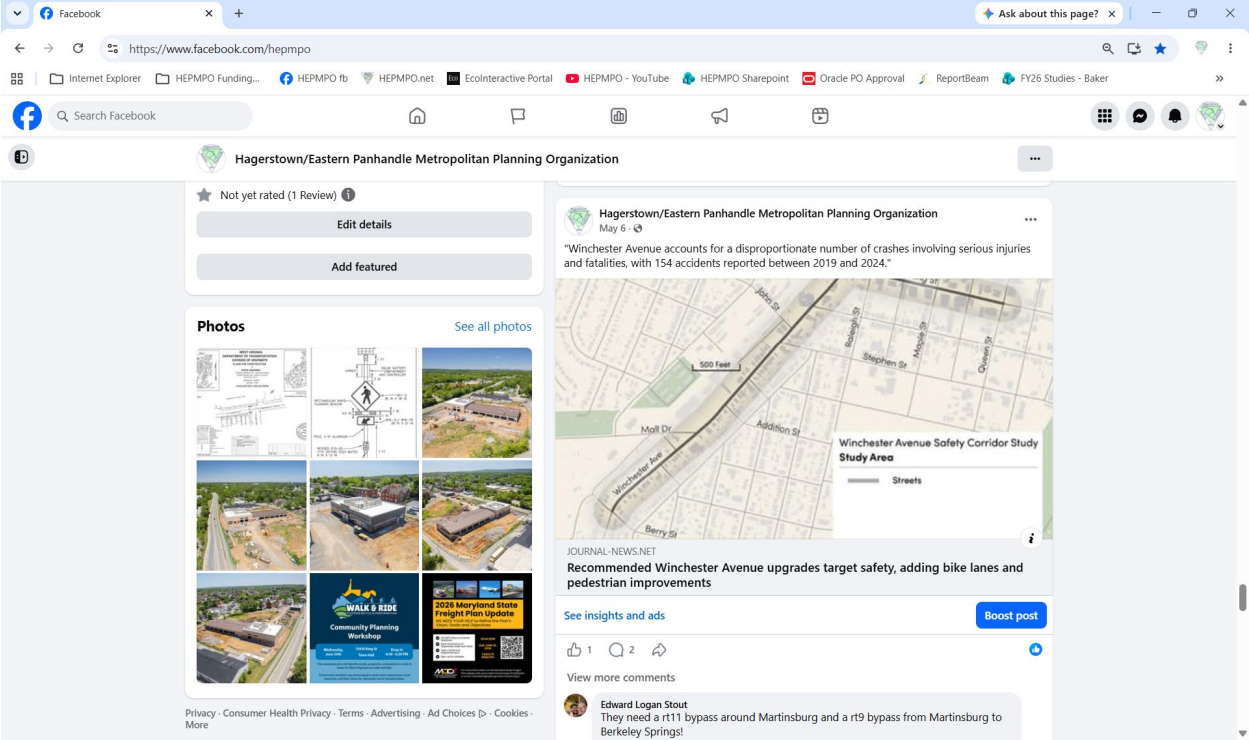 Facebook
Ask about this page?
https://www.facebook.com/hepmpo
Internet Explorer
HEPMPO Funding...
HEPMPO fb
HEPMPO.net
Eco
EcoInteractive Portal
HEPMPO - YouTube
HEPMPO Sharepoint
Oracle PO Approval
ReportBeam
FY26 Studies - Baker
Search Facebook
Hagerstown/Eastern Panhandle Metropolitan Planning Organization
Not yet rated (1 Review)
Edit details
Add featured
Photos
See all photos
WALK & RIDE
Community Planning
Workshop
2026 Maryland State
Freight Plan Update
Privacy · Consumer Health Privacy · Terms · Advertising · Ad Choices · Cookies ·
More
Hagerstown/Eastern Panhandle Metropolitan Planning Organization
May 6 ·
"Winchester Avenue accounts for a disproportionate number of crashes involving serious injuries
and fatalities, with 154 accidents reported between 2019 and 2024."
John St
Raleigh St
Maple St
Queen St
Stephen St
500 Feet
Mall Dr
Addition St
Winchester Ave
Berry St
Winchester Avenue Safety Corridor Study
Study Area
Streets
JOURNAL-NEWS.NET
Recommended Winchester Avenue upgrades target safety, adding bike lanes and
pedestrian improvements
See insights and ads
Boost post
1
2
View more comments
Edward Logan Stout
They need a rt11 bypass around Martinsburg and a rt9 bypass from Martinsburg to
Berkeley Springs!